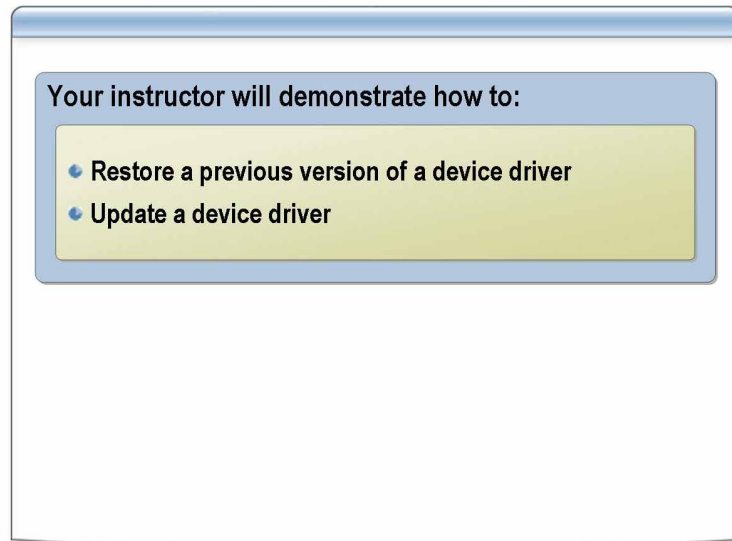 Your instructor will demonstrate how to:
Restore a previous version of a device driver
Update a device driver